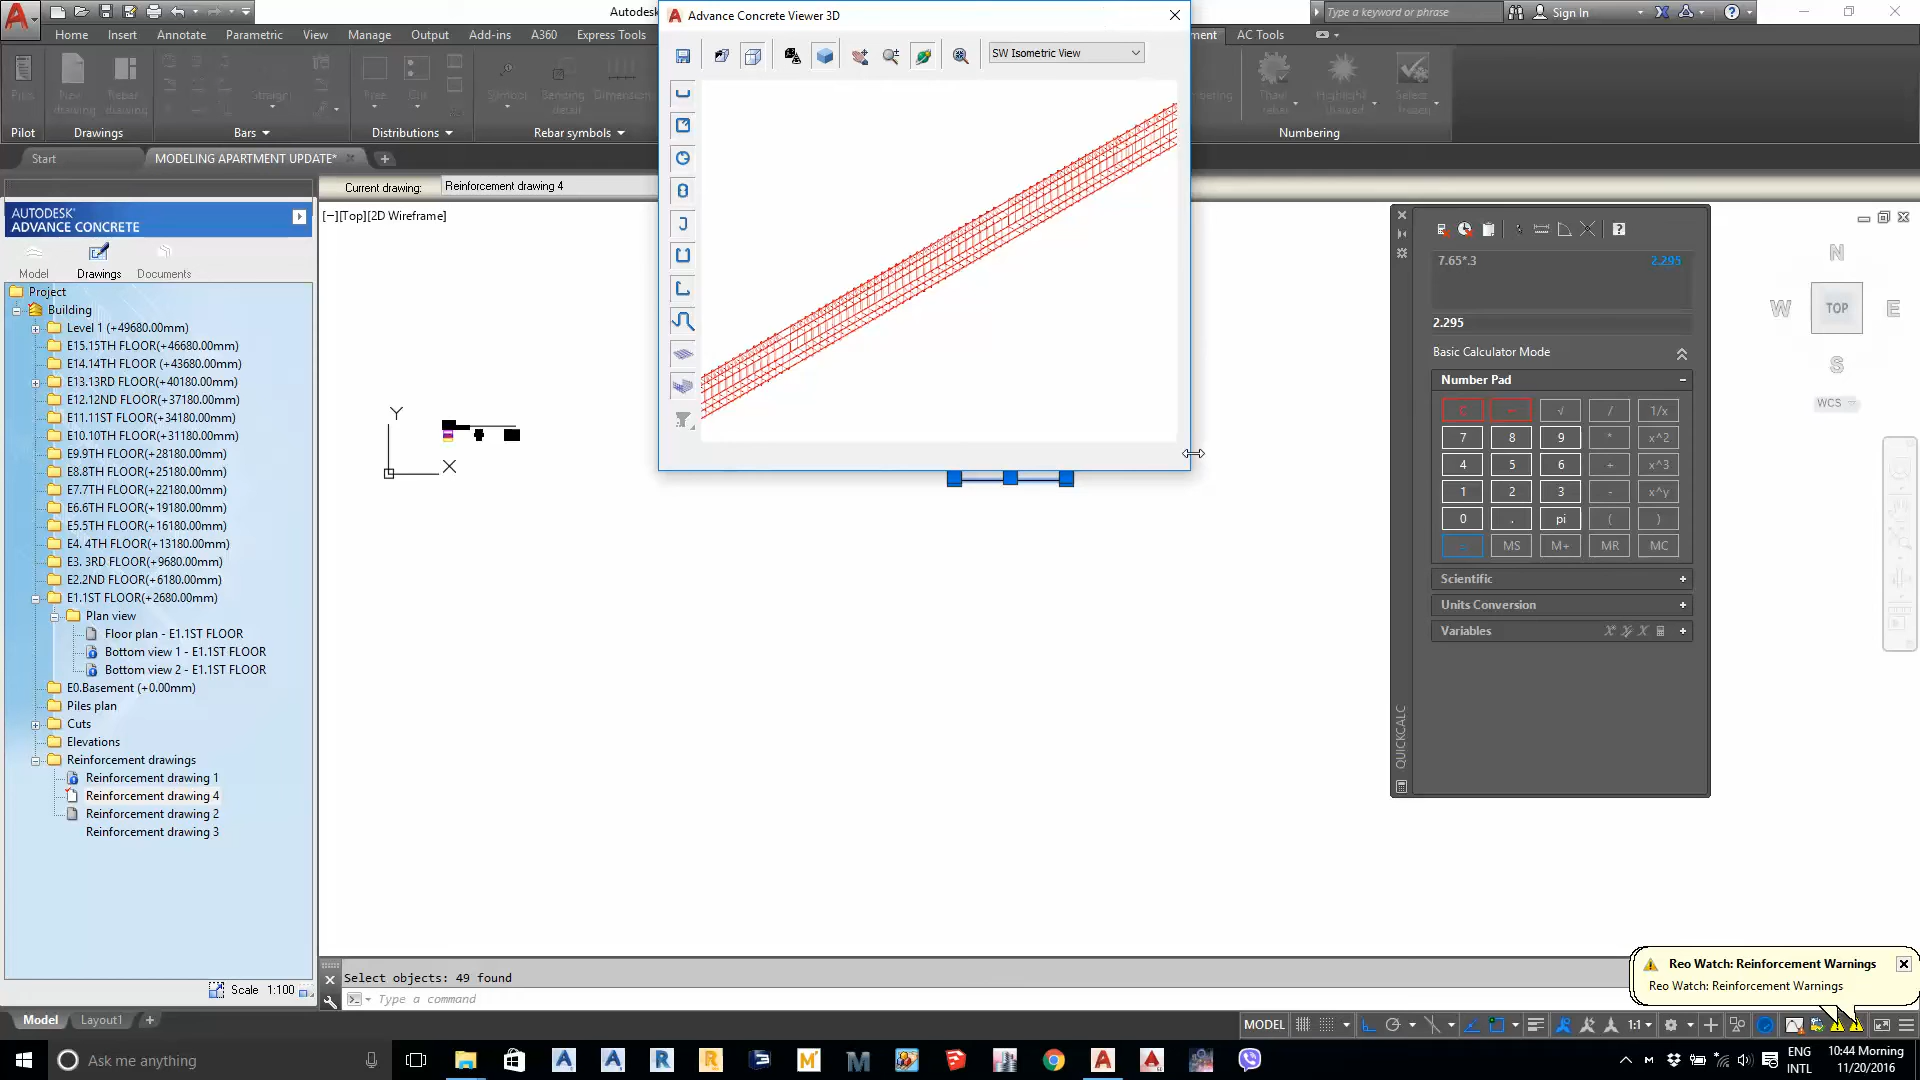 Autodesk
Advance Concrete Viewer 3D
Type a keyword or phrase
Sign In
Home
Insert
Annotate
Parametric
View
Manage
Output
Add-ins
A360
Express Tools
AC Tools
SW Isometric View
Pilot
Drawings
Bars
Distributions
Rebar symbols
Numbering
Start
MODELING APARTMENT UPDATE*
Current drawing:
Reinforcement drawing 4
[−][Top][2D Wireframe]
AUTODESK®
ADVANCE CONCRETE
Model
Drawings
Documents
Project
Building
Level 1 (+49680.00mm)
E15.15TH FLOOR(+46680.00mm)
E14.14TH FLOOR (+43680.00mm)
E13.13RD FLOOR(+40180.00mm)
E12.12ND FLOOR(+37180.00mm)
E11.11ST FLOOR(+34180.00mm)
E10.10TH FLOOR(+31180.00mm)
E9.9TH FLOOR(+28180.00mm)
E8.8TH FLOOR(+25180.00mm)
E7.7TH FLOOR(+22180.00mm)
E6.6TH FLOOR(+19180.00mm)
E5.5TH FLOOR(+16180.00mm)
E4. 4TH FLOOR(+13180.00mm)
E3. 3RD FLOOR(+9680.00mm)
E2.2ND FLOOR(+6180.00mm)
E1.1ST FLOOR(+2680.00mm)
Plan view
Floor plan - E1.1ST FLOOR
Bottom view 1 - E1.1ST FLOOR
Bottom view 2 - E1.1ST FLOOR
E0.Basement (+0.00mm)
Piles plan
Cuts
Elevations
Reinforcement drawings
Reinforcement drawing 1
Reinforcement drawing 4
Reinforcement drawing 2
Reinforcement drawing 3
Scale 1:100
Y
X
7.65*.3
2.295
2.295
Basic Calculator Mode
Number Pad
C
√ / 1/x
7 8 9 * x^2
4 5 6 + x^3
1 2 3 - x^y
0 . pi ( )
= MS M+ MR MC
Scientific
Units Conversion
Variables
QUICKCALC
N
W
TOP
E
S
WCS
Select objects: 49 found
Type a command
Reo Watch: Reinforcement Warnings
Reo Watch: Reinforcement Warnings
Model
Layout1
MODEL
1:1
Ask me anything
ENG
INTL
10:44 Morning
11/20/2016